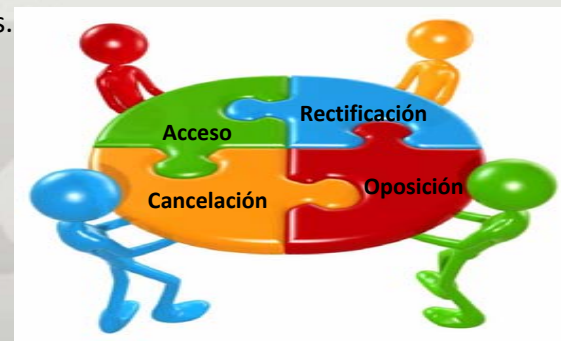 s.
Acceso
Rectificación
Cancelación
Oposición